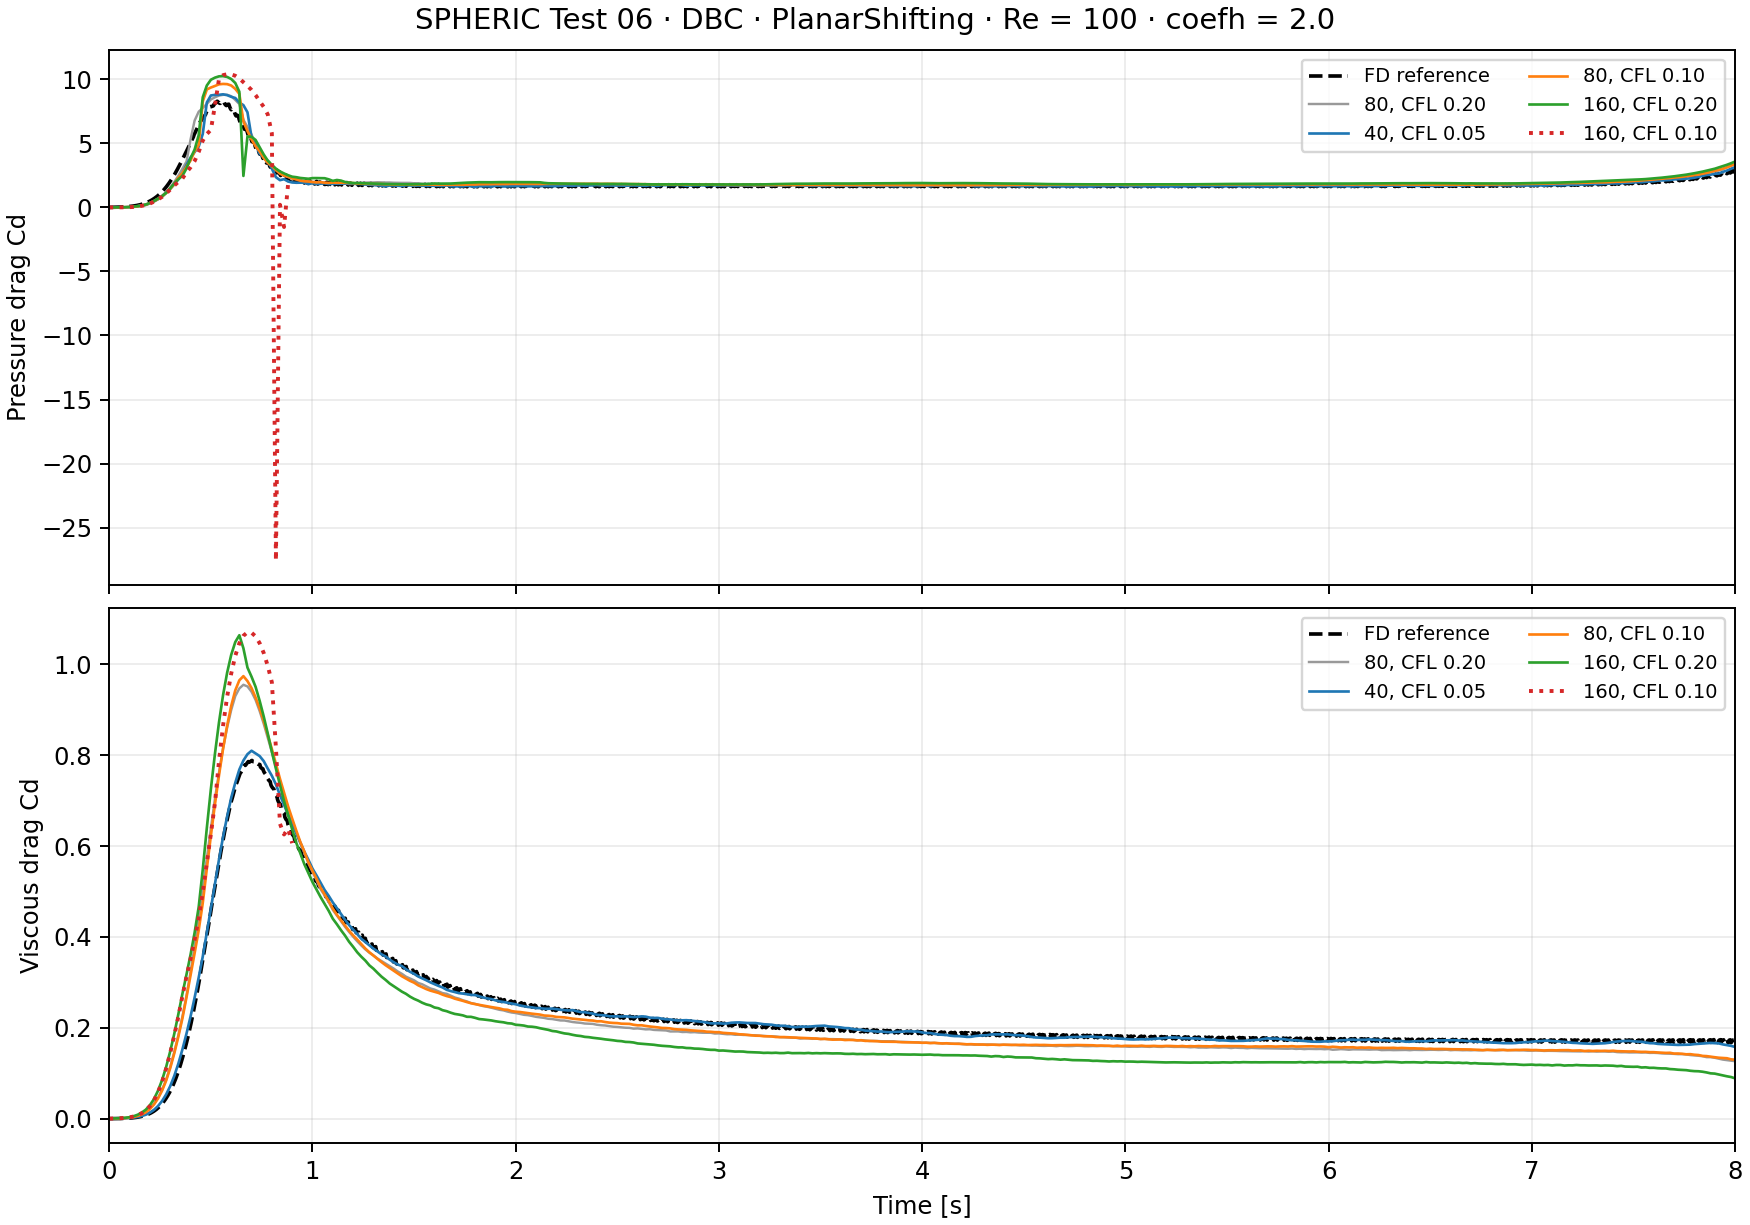 SPHERIC Test 06 · DBC · PlanarShifting · Re = 100 · coefh = 2.0
Pressure drag Cd
10
5
0
−5
−10
−15
−20
−25
FD reference
80, CFL 0.20
40, CFL 0.05
80, CFL 0.10
160, CFL 0.20
160, CFL 0.10
Viscous drag Cd
1.0
0.8
0.6
0.4
0.2
0.0
FD reference
80, CFL 0.20
40, CFL 0.05
80, CFL 0.10
160, CFL 0.20
160, CFL 0.10
0 1 2 3 4 5 6 7 8
Time [s]